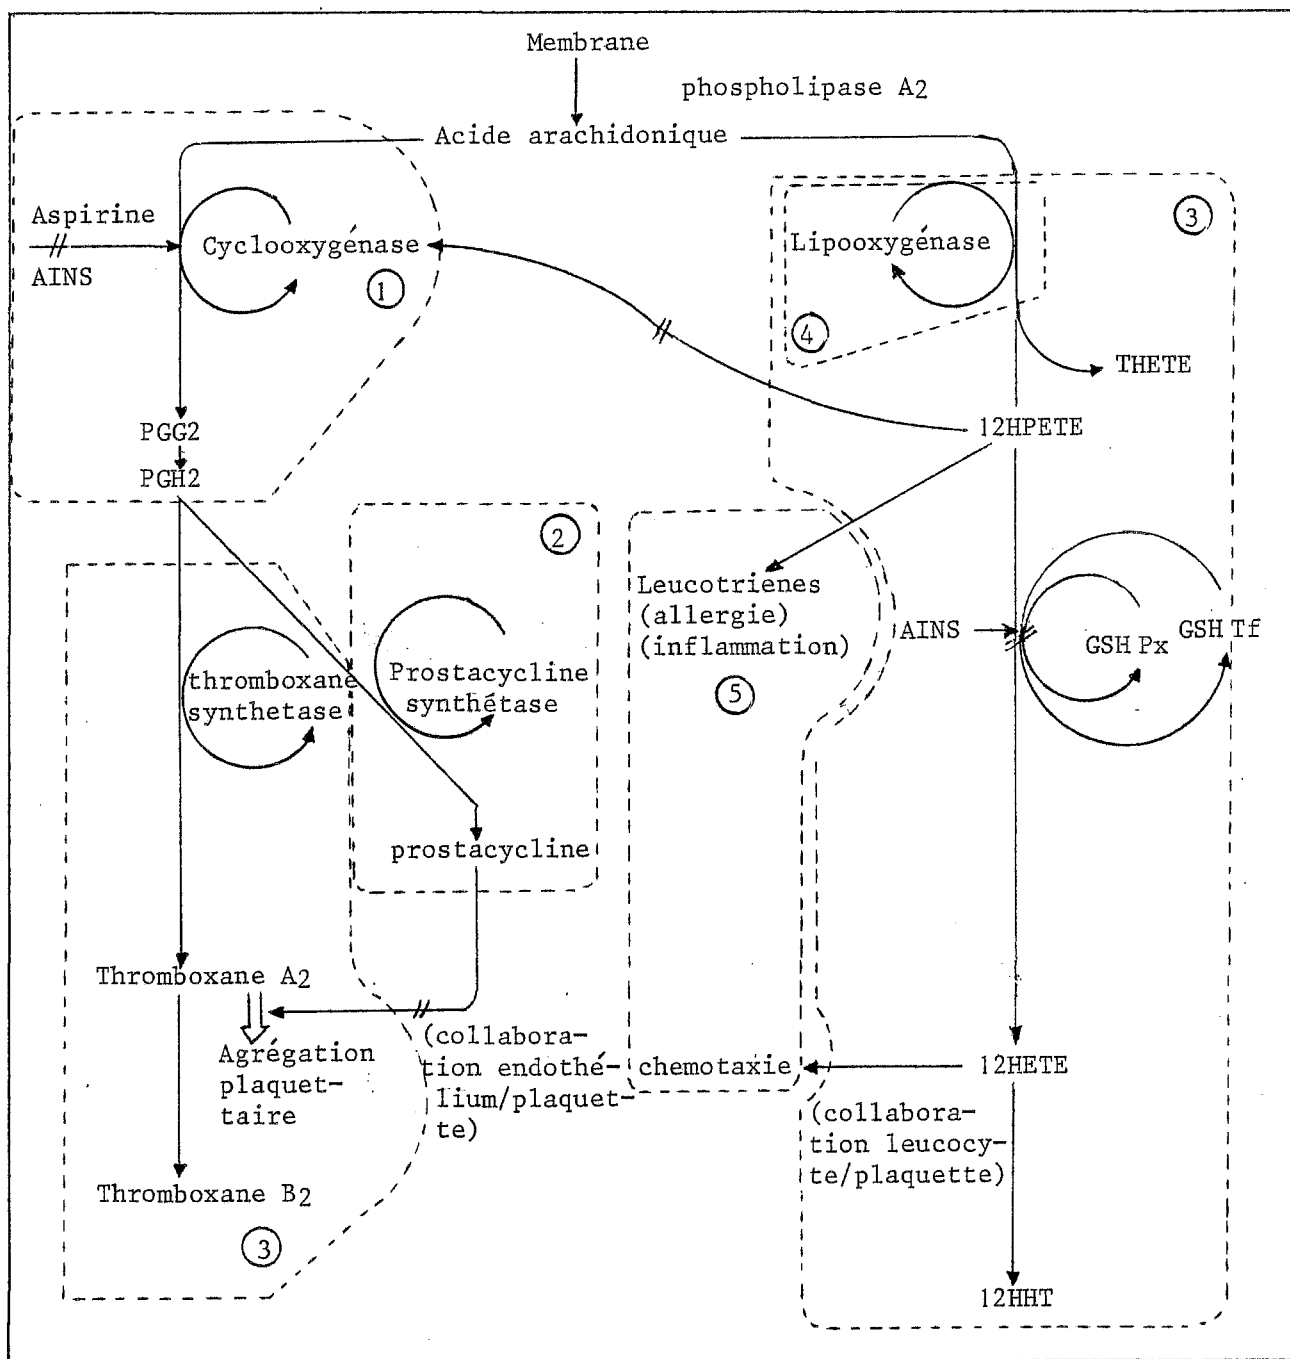 Membrane
phospholipase A2
Acide arachidonique
Aspirine
AINS
Cyclooxygénase
1
Lipooxygénase
3
4
THETE
12HPETE
PGG2
PGH2
2
Leucotrienes
(allergie)
(inflammation)
5
AINS
GSH Px
GSH Tf
thromboxane
synthetase
Prostacycline
synthétase
prostacycline
Thromboxane A2
Agrégation
plaquet-
taire
(collabora-
tion endothé-
lium/plaquet-
te)
chemotaxie
12HETE
(collabora-
tion leucocy-
te/plaquette)
Thromboxane B2
3
12HHT